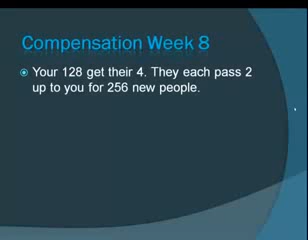 Compensation Week 8
Your 128 get their 4. They each pass 2
up to you for 256 new people.